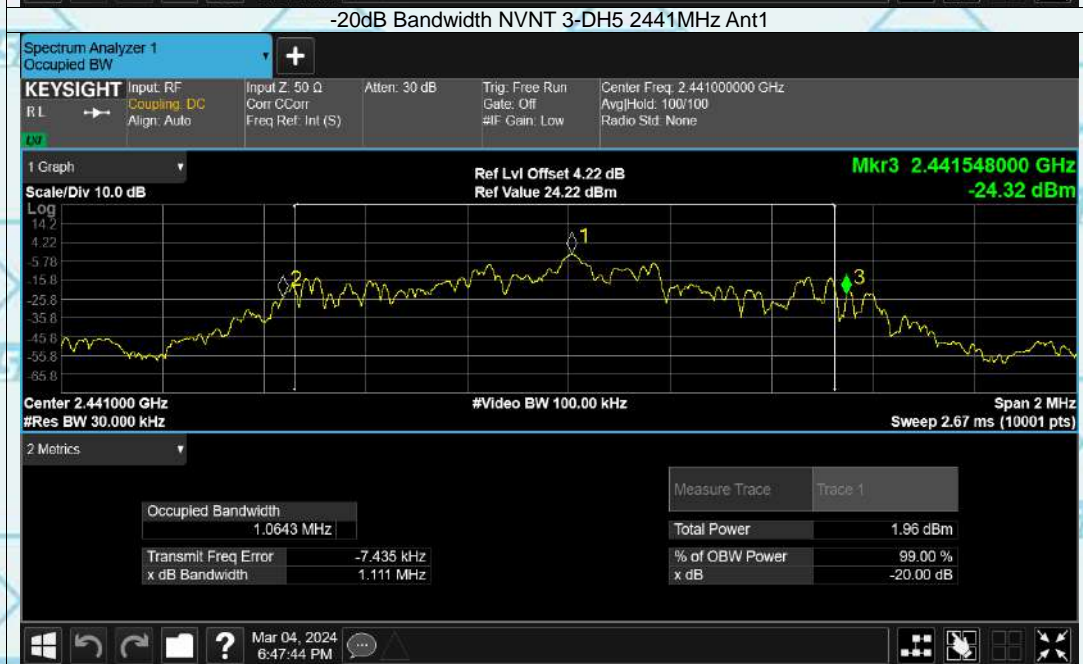 -20dB Bandwidth NVNT 3-DH5 2441MHz Ant1
Spectrum Analyzer 1
Occupied BW
+
KEYSIGHT Input: RF Input Z: 50 Ω Atten: 30 dB Trig: Free Run Center Freq: 2.441000000 GHz
R L Coupling: DC Corr CCorr Gate: Off Avg|Hold: 100/100
Align: Auto Freq Ref: Int (S) #IF Gain: Low Radio Std: None
LXI
1 Graph Ref Lvl Offset 4.22 dB Mkr3 2.441548000 GHz
Scale/Div 10.0 dB Ref Value 24.22 dBm -24.32 dBm
Log
14.2
4.22
-5.78
-15.8
-25.8
-35.8
-45.8
-55.8
-65.8
1
2
3
Center 2.441000 GHz #Video BW 100.00 kHz Span 2 MHz
#Res BW 30.000 kHz Sweep 2.67 ms (10001 pts)
2 Metrics
Measure Trace Trace 1
Occupied Bandwidth
1.0643 MHz Total Power 1.96 dBm
Transmit Freq Error -7.435 kHz % of OBW Power 99.00 %
x dB Bandwidth 1.111 MHz x dB -20.00 dB
? Mar 04, 2024
6:47:44 PM